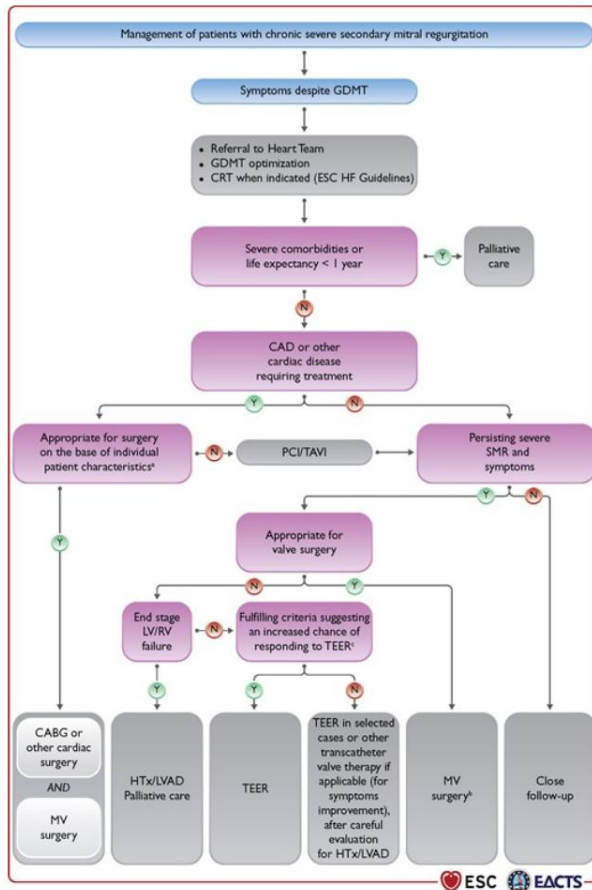 Management of patients with chronic severe secondary mitral regurgitation
Symptoms despite GDMT
• Referral to Heart Team
• GDMT optimization
• CRT when indicated (ESC HF Guidelines)
Severe comorbidities or
life expectancy < 1 year
Y
Palliative
care
N
CAD or other
cardiac disease
requiring treatment
Y
N
Appropriate for surgery
on the base of individual
patient characteristicsᵃ
N
PCI/TAVI
Persisting severe
SMR and
symptoms
Y
N
Y
Appropriate for
valve surgery
N
Y
End stage
LV/RV
failure
N
Fulfilling criteria suggesting
an increased chance of
responding to TEERᶜ
Y
Y
N
CABG or
other cardiac
surgery
AND
MV
surgery
HTx/LVAD
Palliative care
TEER
TEER in selected
cases or other
transcatheter
valve therapy if
applicable (for
symptoms
improvement),
after careful
evaluation
for HTx/LVAD
MV
surgeryᵇ
Close
follow-up
ESC
EACTS